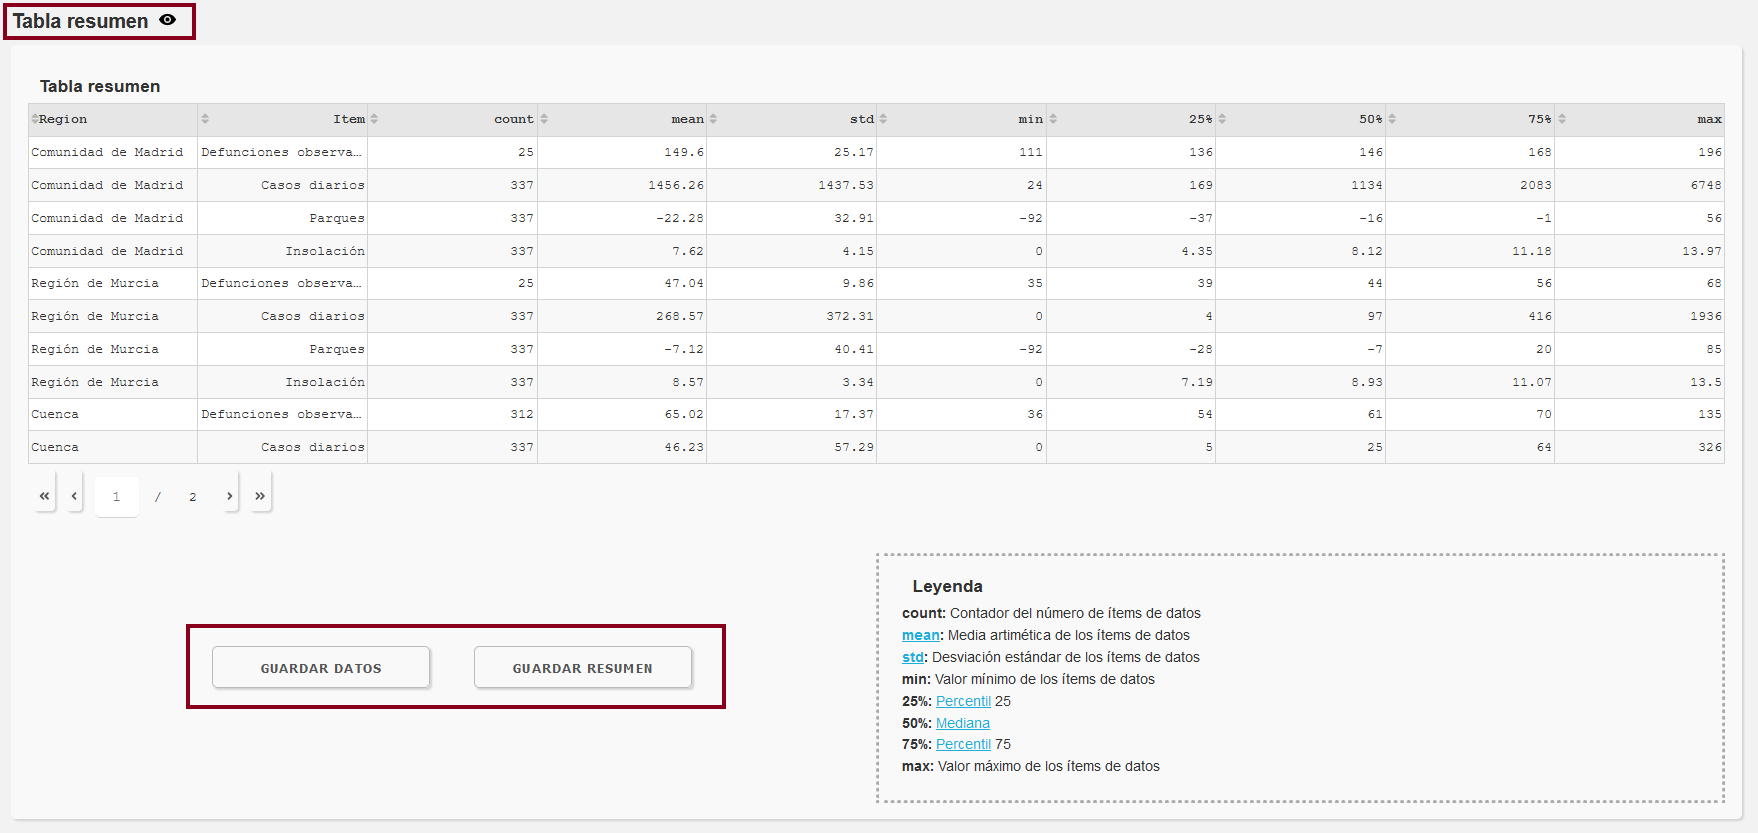 Tabla resumen
Tabla resumen
Region Item count mean std min 25% 50% 75% max
Comunidad de Madrid Defunciones observa… 25 149.6 25.17 111 136 146 168 196
Comunidad de Madrid Casos diarios 337 1456.26 1437.53 24 169 1134 2083 6748
Comunidad de Madrid Parques 337 -22.28 32.91 -92 -37 -16 -1 56
Comunidad de Madrid Insolación 337 7.62 4.15 0 4.35 8.12 11.18 13.97
Región de Murcia Defunciones observa… 25 47.04 9.86 35 39 44 56 68
Región de Murcia Casos diarios 337 268.57 372.31 0 4 97 416 1936
Región de Murcia Parques 337 -7.12 40.41 -92 -28 -7 20 85
Región de Murcia Insolación 337 8.57 3.34 0 7.19 8.93 11.07 13.5
Cuenca Defunciones observa… 312 65.02 17.37 36 54 61 70 135
Cuenca Casos diarios 337 46.23 57.29 0 5 25 64 326
« ‹ 1 / 2 › »
Leyenda
count: Contador del número de ítems de datos
mean: Media artimética de los ítems de datos
std: Desviación estándar de los ítems de datos
min: Valor mínimo de los ítems de datos
25%: Percentil 25
50%: Mediana
75%: Percentil 75
max: Valor máximo de los ítems de datos
GUARDAR DATOS GUARDAR RESUMEN